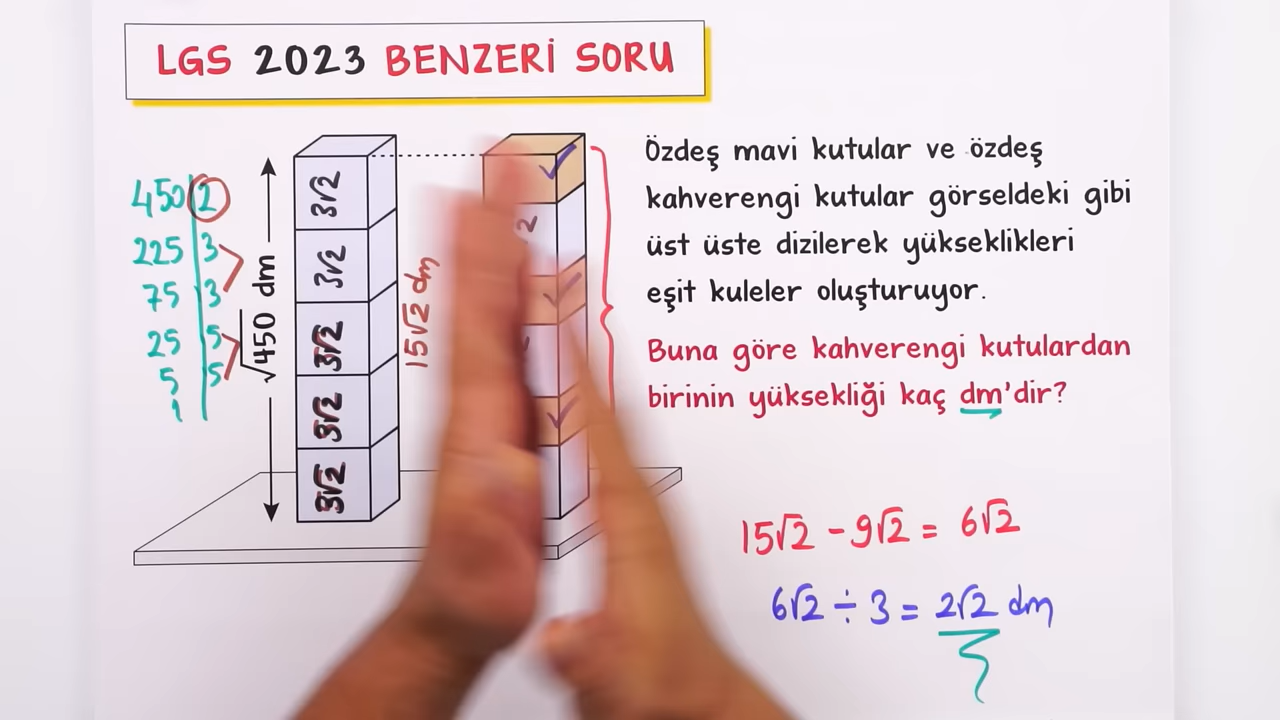 LGS 2023 BENZERİ SORU
Özdeş mavi kutular ve özdeş
kahverengi kutular görseldeki gibi
üst üste dizilerek yükseklikleri
eşit kuleler oluşturuyor.
Buna göre kahverengi kutulardan
birinin yüksekliği kaç dm'dir?
450 2
225 3
75 3
25 5
5 5
1
√450 dm
3√2
3√2
3√2
3√2
3√2
15√2 dm
15√2 - 9√2 = 6√2
6√2 ÷ 3 = 2√2 dm